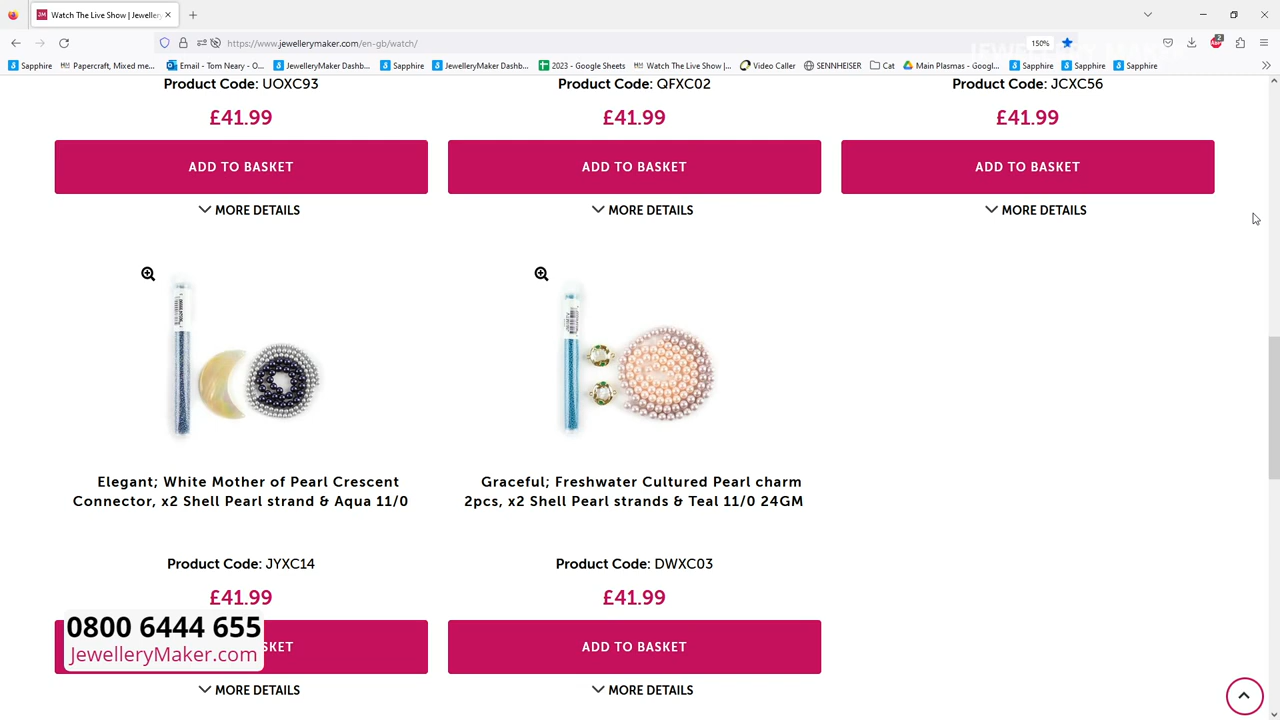 Watch The Live Show | Jeweller
https://www.jewellerymaker.com/en-gb/watch/
150%
2
Sapphire
Papercraft, Mixed me...
Email - Tom Neary - O...
JewelleryMaker Dashb...
Sapphire
JewelleryMaker Dashb...
2023 - Google Sheets
Watch The Live Show |...
Video Caller
SENNHEISER
Cat
Main Plasmas - Googl...
Sapphire
Sapphire
Sapphire
Product Code: UOXC93
Product Code: QFXC02
Product Code: JCXC56
£41.99
£41.99
£41.99
ADD TO BASKET
ADD TO BASKET
ADD TO BASKET
MORE DETAILS
MORE DETAILS
MORE DETAILS
Elegant; White Mother of Pearl Crescent
Connector, x2 Shell Pearl strand & Aqua 11/0
Graceful; Freshwater Cultured Pearl charm
2pcs, x2 Shell Pearl strands & Teal 11/0 24GM
Product Code: JYXC14
Product Code: DWXC03
£41.99
£41.99
0800 6444 655
JewelleryMaker.com
KET
ADD TO BASKET
MORE DETAILS
MORE DETAILS